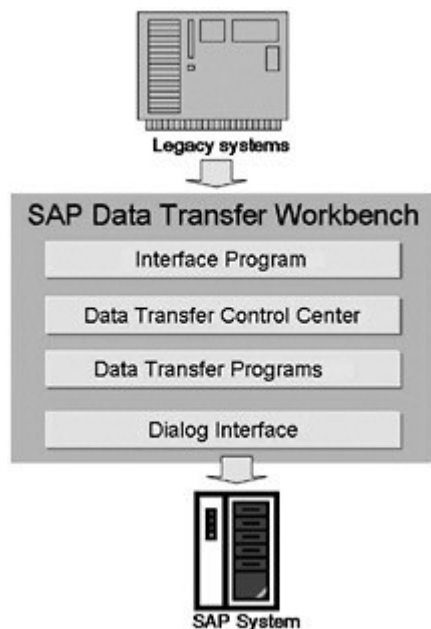 Legacy systems
SAP Data Transfer Workbench
Interface Program
Data Transfer Control Center
Data Transfer Programs
Dialog Interface
SAP System